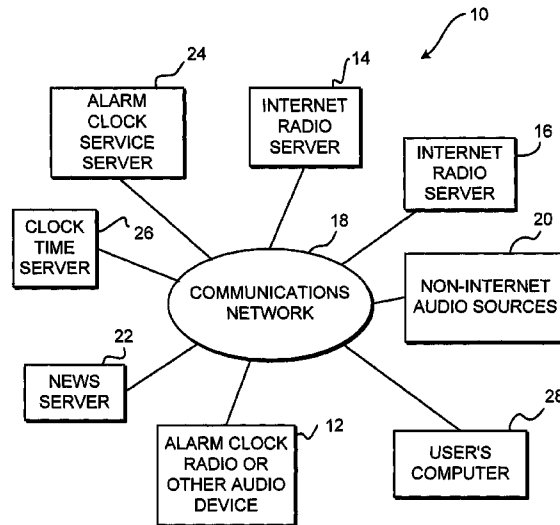 10
24
ALARM
CLOCK
SERVICE
SERVER
14
INTERNET
RADIO
SERVER
16
INTERNET
RADIO
SERVER
CLOCK
TIME
SERVER
26
18
COMMUNICATIONS
NETWORK
20
NON-INTERNET
AUDIO SOURCES
22
NEWS
SERVER
12
ALARM CLOCK
RADIO OR
OTHER AUDIO
DEVICE
28
USER'S
COMPUTER